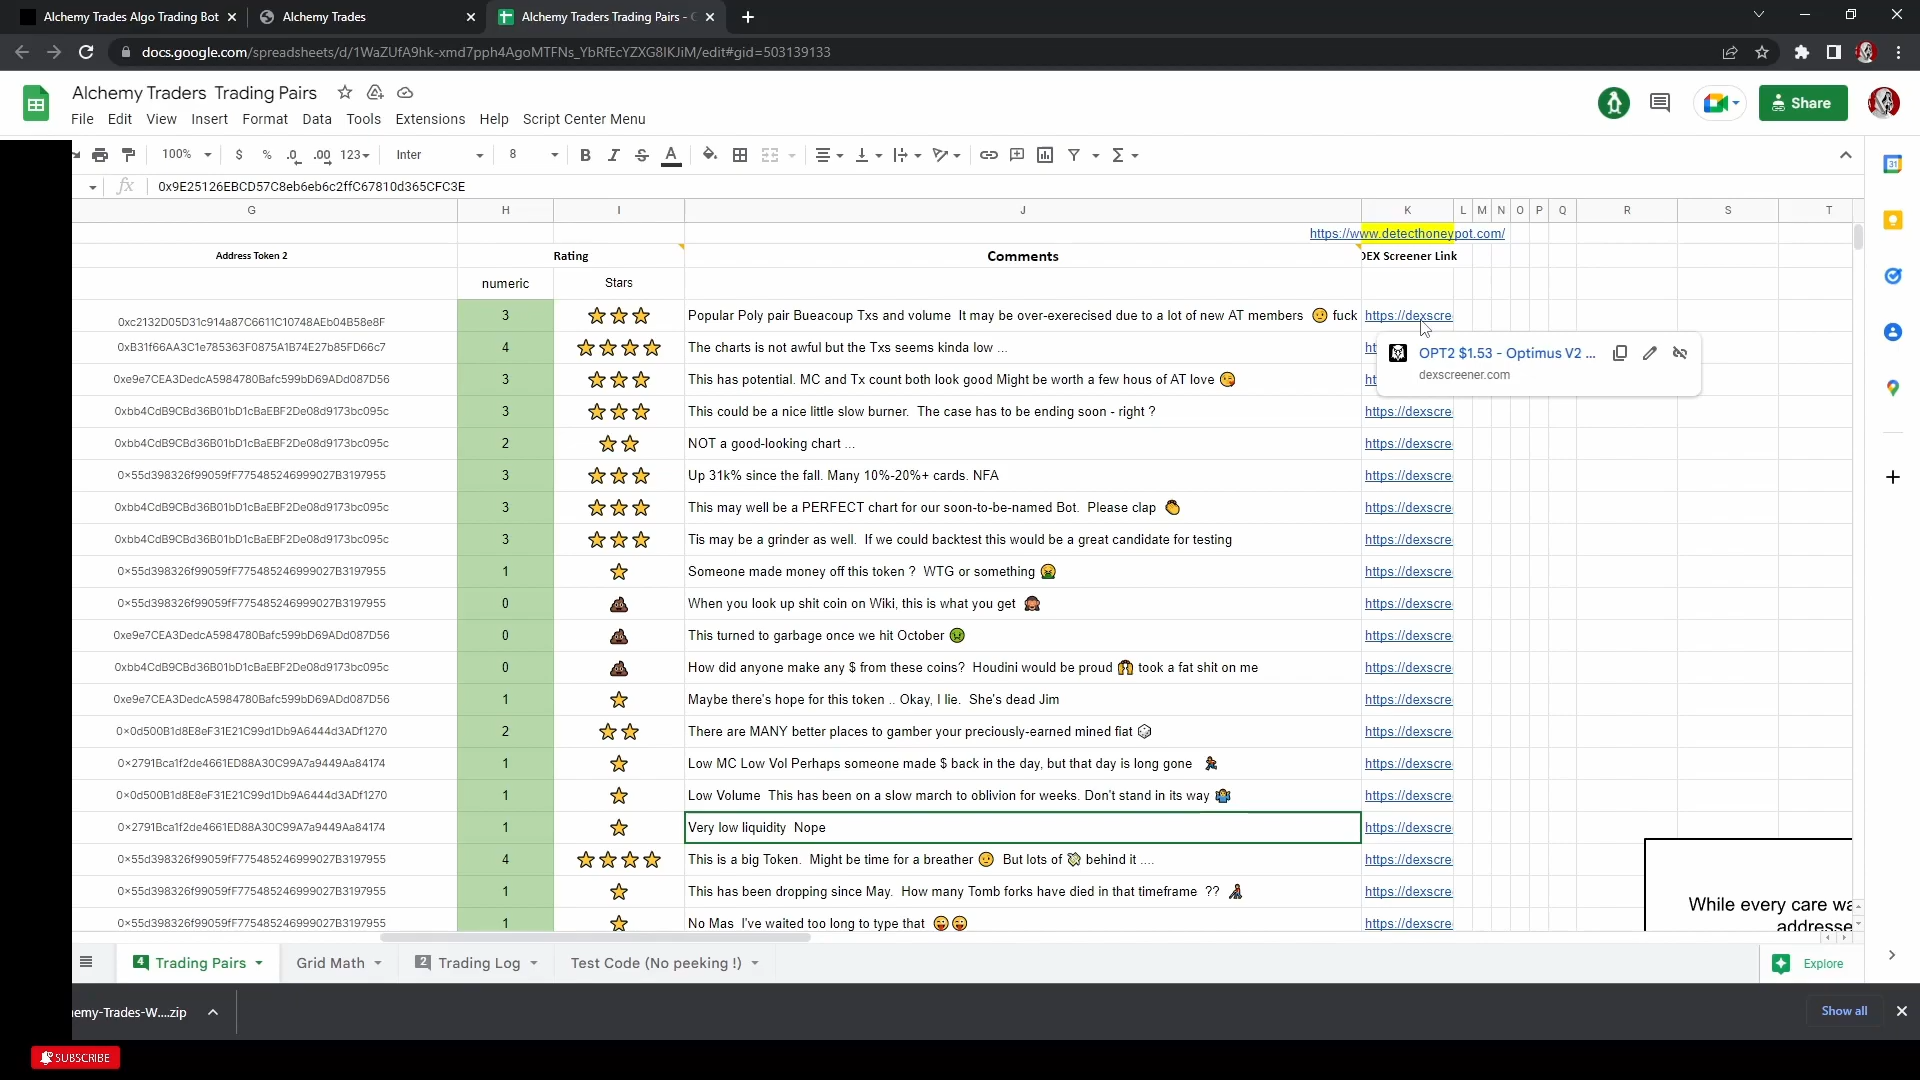 Alchemy Trades Algo Trading Bot
Alchemy Trades
Alchemy Traders Trading Pairs -
docs.google.com/spreadsheets/d/1WaZUfA9hk-xmd7pph4AgoMTFNs_YbRfEcYZXG8IKJiM/edit#gid=503139133
Alchemy Traders Trading Pairs
Share
File Edit View Insert Format Data Tools Extensions Help Script Center Menu
100% $ % .0 .00 123 Inter 8 B I S A
31
fx 0x9E25126EBCD57C8eb6eb6c2ffC67810d365CFC3E
G H I J K L M N O P Q R S T
https://www.detecthoneypot.com/
Address Token 2 Rating Comments DEX Screener Link
numeric Stars
0xc2132D05D31c914a87C6611C10748AEb04B58e8F 3 Popular Poly pair Bueacoup Txs and volume It may be over-exerecised due to a lot of new AT members fuck https://dexscre
0xB31f66AA3C1e785363F0875A1B74E27b85FD66c7 4 The charts is not awful but the Txs seems kinda low ... ht
OPT2 $1.53 - Optimus V2 ...
dexscreener.com
0xe9e7CEA3DedcA5984780Bafc599bD69ADd087D56 3 This has potential. MC and Tx count both look good Might be worth a few hous of AT love ht
0xbb4CdB9CBd36B01bD1cBaEBF2De08d9173bc095c 3 This could be a nice little slow burner. The case has to be ending soon - right ? https://dexscre
0xbb4CdB9CBd36B01bD1cBaEBF2De08d9173bc095c 2 NOT a good-looking chart ... https://dexscre
0x55d398326f99059fF775485246999027B3197955 3 Up 31k% since the fall. Many 10%-20%+ cards. NFA https://dexscre
0xbb4CdB9CBd36B01bD1cBaEBF2De08d9173bc095c 3 This may well be a PERFECT chart for our soon-to-be-named Bot. Please clap https://dexscre
0xbb4CdB9CBd36B01bD1cBaEBF2De08d9173bc095c 3 Tis may be a grinder as well. If we could backtest this would be a great candidate for testing https://dexscre
0x55d398326f99059fF775485246999027B3197955 1 Someone made money off this token ? WTG or something https://dexscre
0x55d398326f99059fF775485246999027B3197955 0 When you look up shit coin on Wiki, this is what you get https://dexscre
0xe9e7CEA3DedcA5984780Bafc599bD69ADd087D56 0 This turned to garbage once we hit October https://dexscre
0xbb4CdB9CBd36B01bD1cBaEBF2De08d9173bc095c 0 How did anyone make any $ from these coins? Houdini would be proud took a fat shit on me https://dexscre
0xe9e7CEA3DedcA5984780Bafc599bD69ADd087D56 1 Maybe there's hope for this token .. Okay, I lie. She's dead Jim https://dexscre
0x0d500B1d8E8eF31E21C99d1Db9A6444d3ADf1270 2 There are MANY better places to gamber your preciously-earned mined fiat https://dexscre
0x2791Bca1f2de4661ED88A30C99A7a9449Aa84174 1 Low MC Low Vol Perhaps someone made $ back in the day, but that day is long gone https://dexscre
0x0d500B1d8E8eF31E21C99d1Db9A6444d3ADf1270 1 Low Volume This has been on a slow march to oblivion for weeks. Don't stand in its way https://dexscre
0x2791Bca1f2de4661ED88A30C99A7a9449Aa84174 1 Very low liquidity Nope https://dexscre
0x55d398326f99059fF775485246999027B3197955 4 This is a big Token. Might be time for a breather But lots of behind it .... https://dexscre
0x55d398326f99059fF775485246999027B3197955 1 This has been dropping since May. How many Tomb forks have died in that timeframe ?? https://dexscre
0x55d398326f99059fF775485246999027B3197955 1 No Mas I've waited too long to type that https://dexscre
While every care wa
addresse
4 Trading Pairs Grid Math 2 Trading Log Test Code (No peeking !) Explore
hemy-Trades-W....zip Show all
SUBSCRIBE